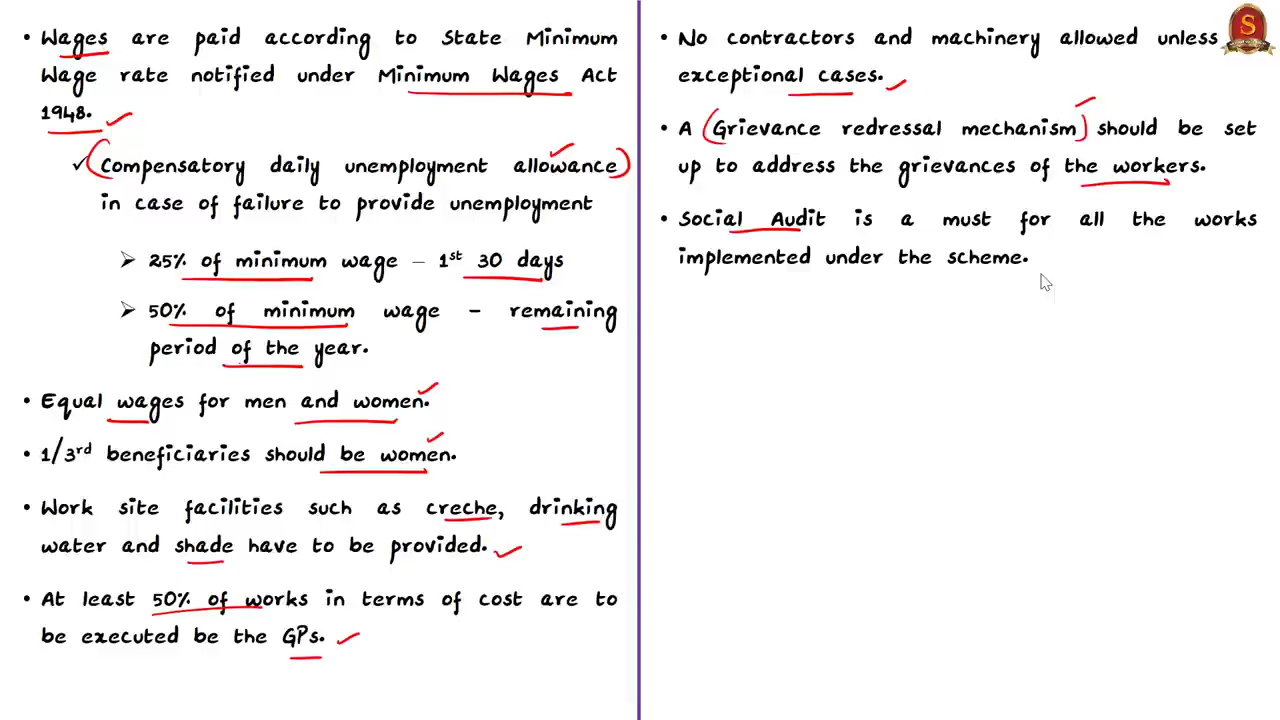 • Wages are paid according to State Minimum
Wage rate notified under Minimum Wages Act
1948.
✓ Compensatory daily unemployment allowance
in case of failure to provide unemployment
➢ 25% of minimum wage – 1st 30 days
➢ 50% of minimum wage - remaining
period of the year.
• Equal wages for men and women.
• 1/3rd beneficiaries should be women.
• Work site facilities such as creche, drinking
water and shade have to be provided.
• At least 50% of works in terms of cost are to
be executed be the GPs.
• No contractors and machinery allowed unless
exceptional cases.
• A Grievance redressal mechanism should be set
up to address the grievances of the workers.
• Social Audit is a must for all the works
implemented under the scheme.
S